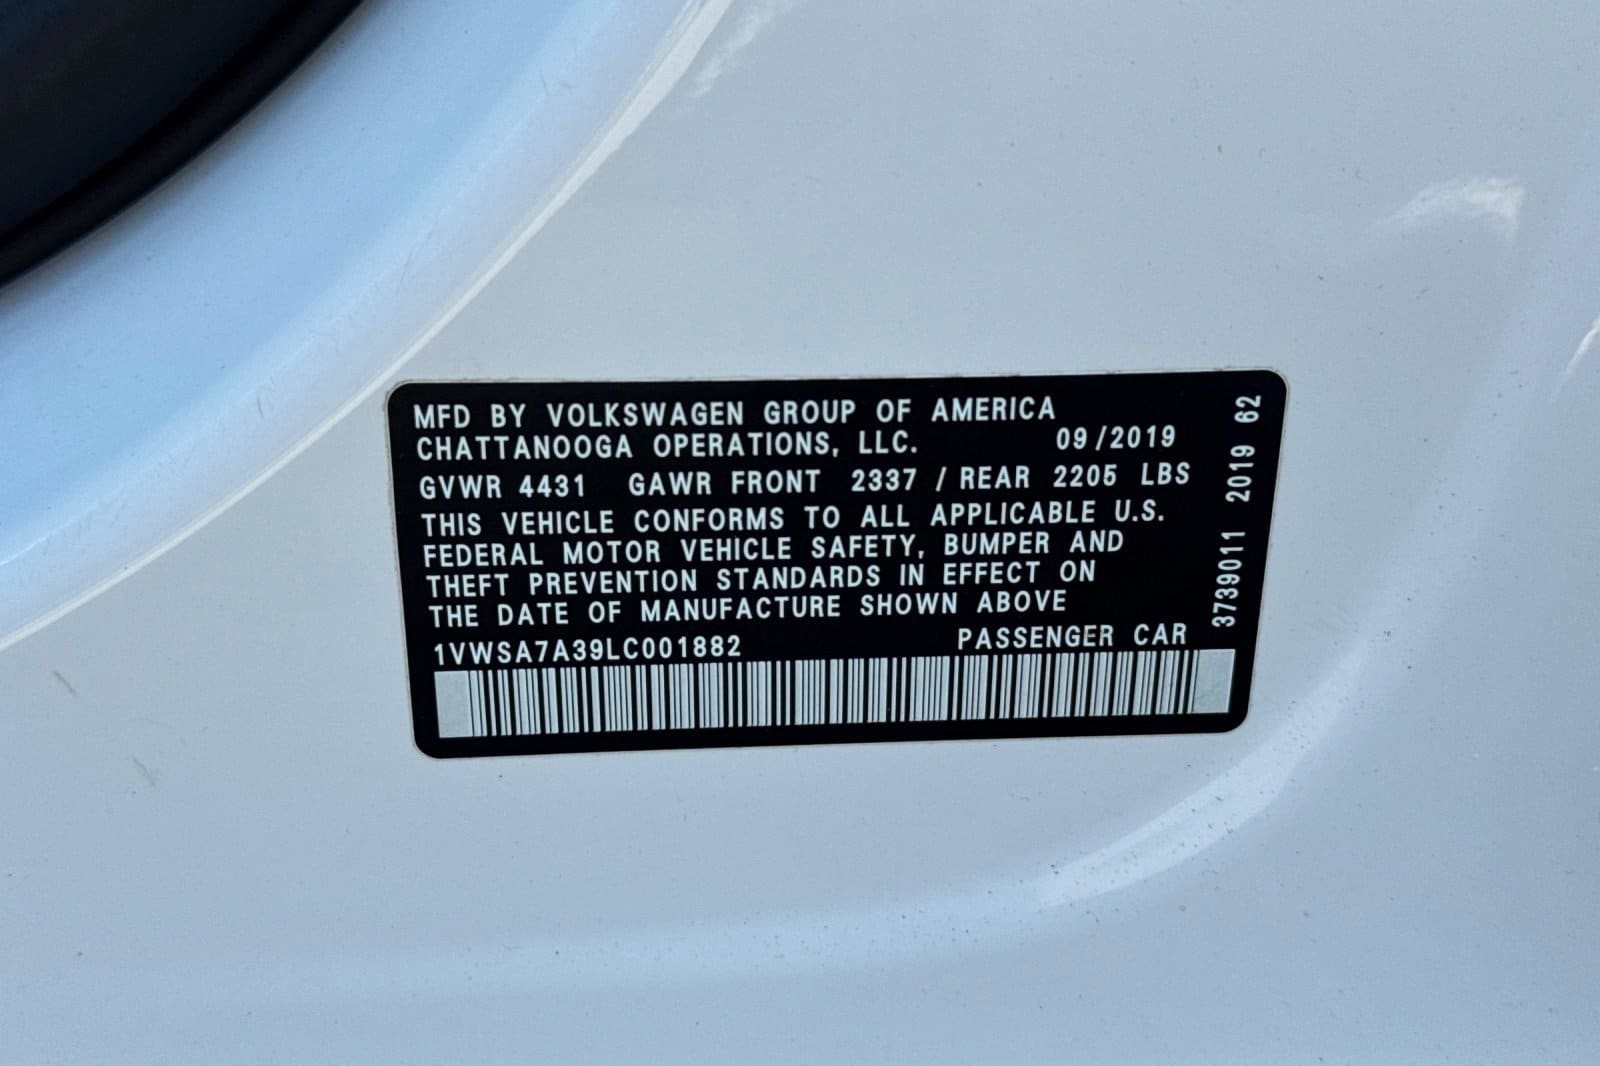 MFD BY VOLKSWAGEN GROUP OF AMERICA
CHATTANOOGA OPERATIONS, LLC. 09/2019
GVWR 4431 GAWR FRONT 2337 / REAR 2205 LBS
THIS VEHICLE CONFORMS TO ALL APPLICABLE U.S.
FEDERAL MOTOR VEHICLE SAFETY, BUMPER AND
THEFT PREVENTION STANDARDS IN EFFECT ON
THE DATE OF MANUFACTURE SHOWN ABOVE
1VWSA7A39LC001882 PASSENGER CAR
3739011 2019 62